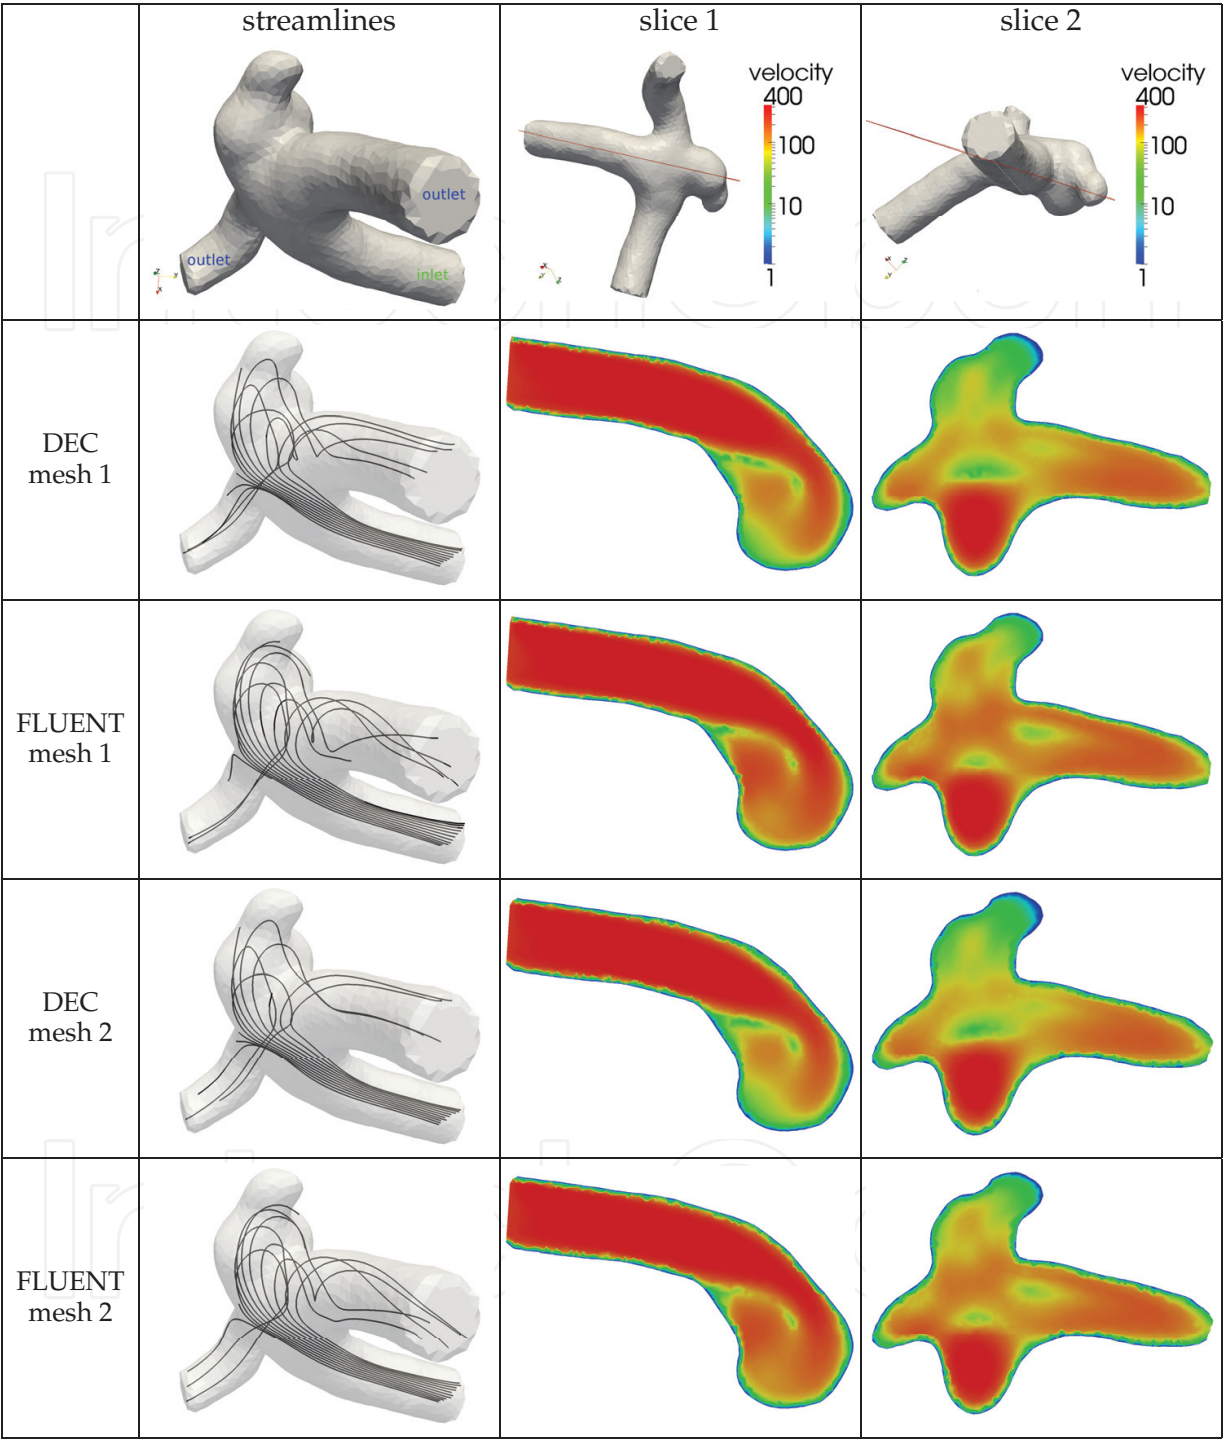 streamlines slice 1 slice 2
outlet
outlet
inlet
velocity
400
100
10
1
velocity
400
100
10
1
DEC
mesh 1
FLUENT
mesh 1
DEC
mesh 2
FLUENT
mesh 2